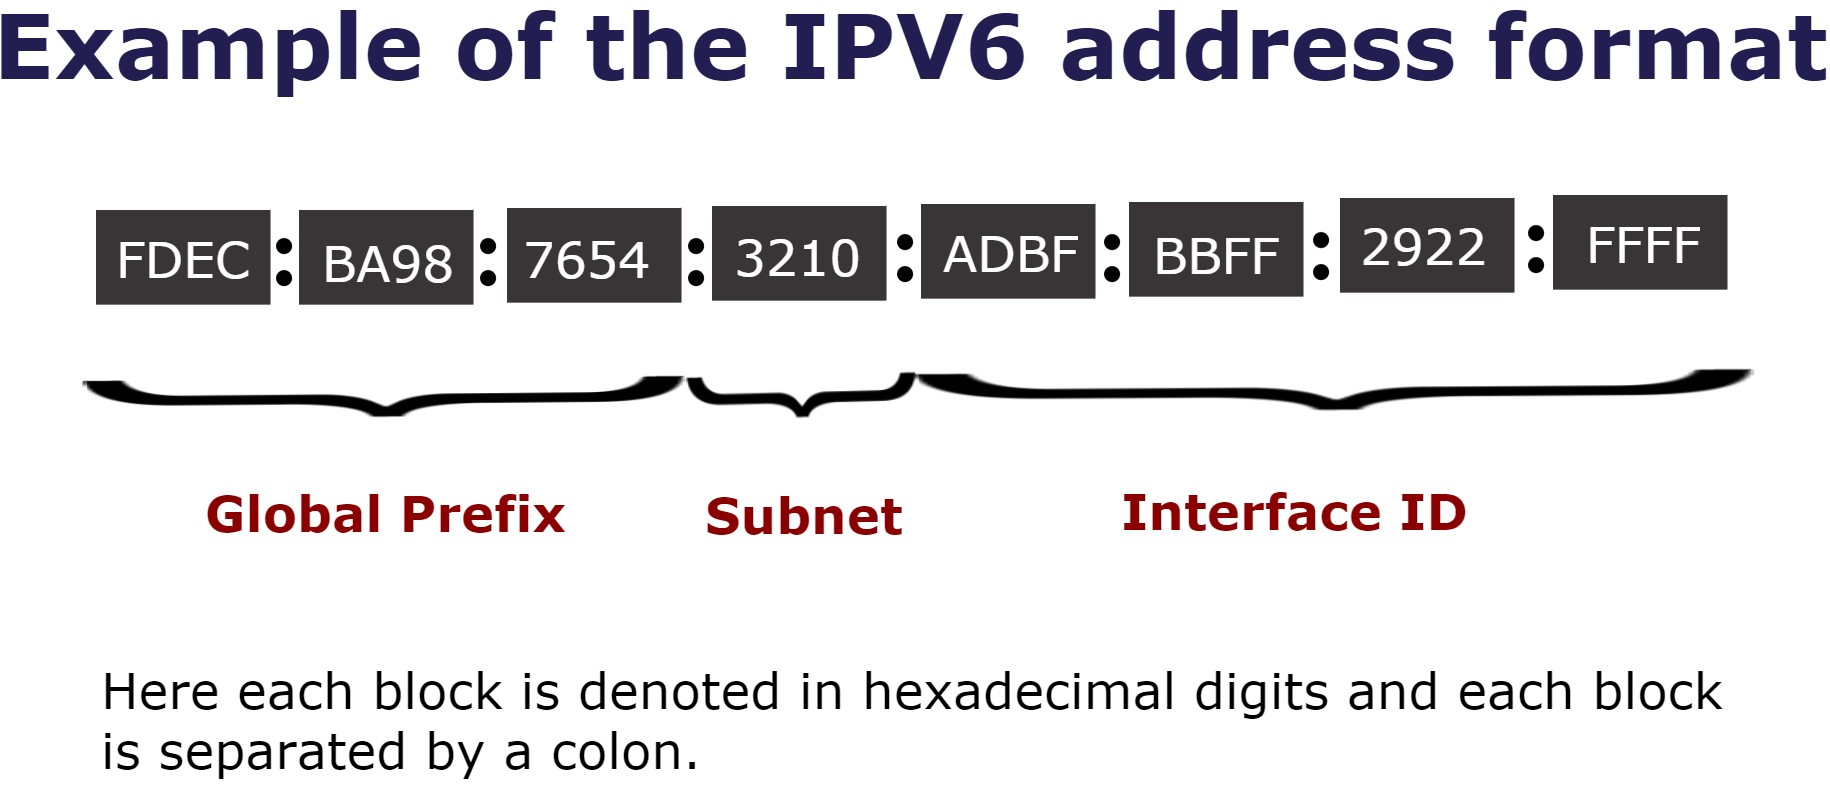 Example of the IPV6 address format
FDEC : BA98 : 7654 : 3210 : ADBF : BBFF : 2922 : FFFF
Global Prefix Subnet Interface ID
Here each block is denoted in hexadecimal digits and each block
is separated by a colon.